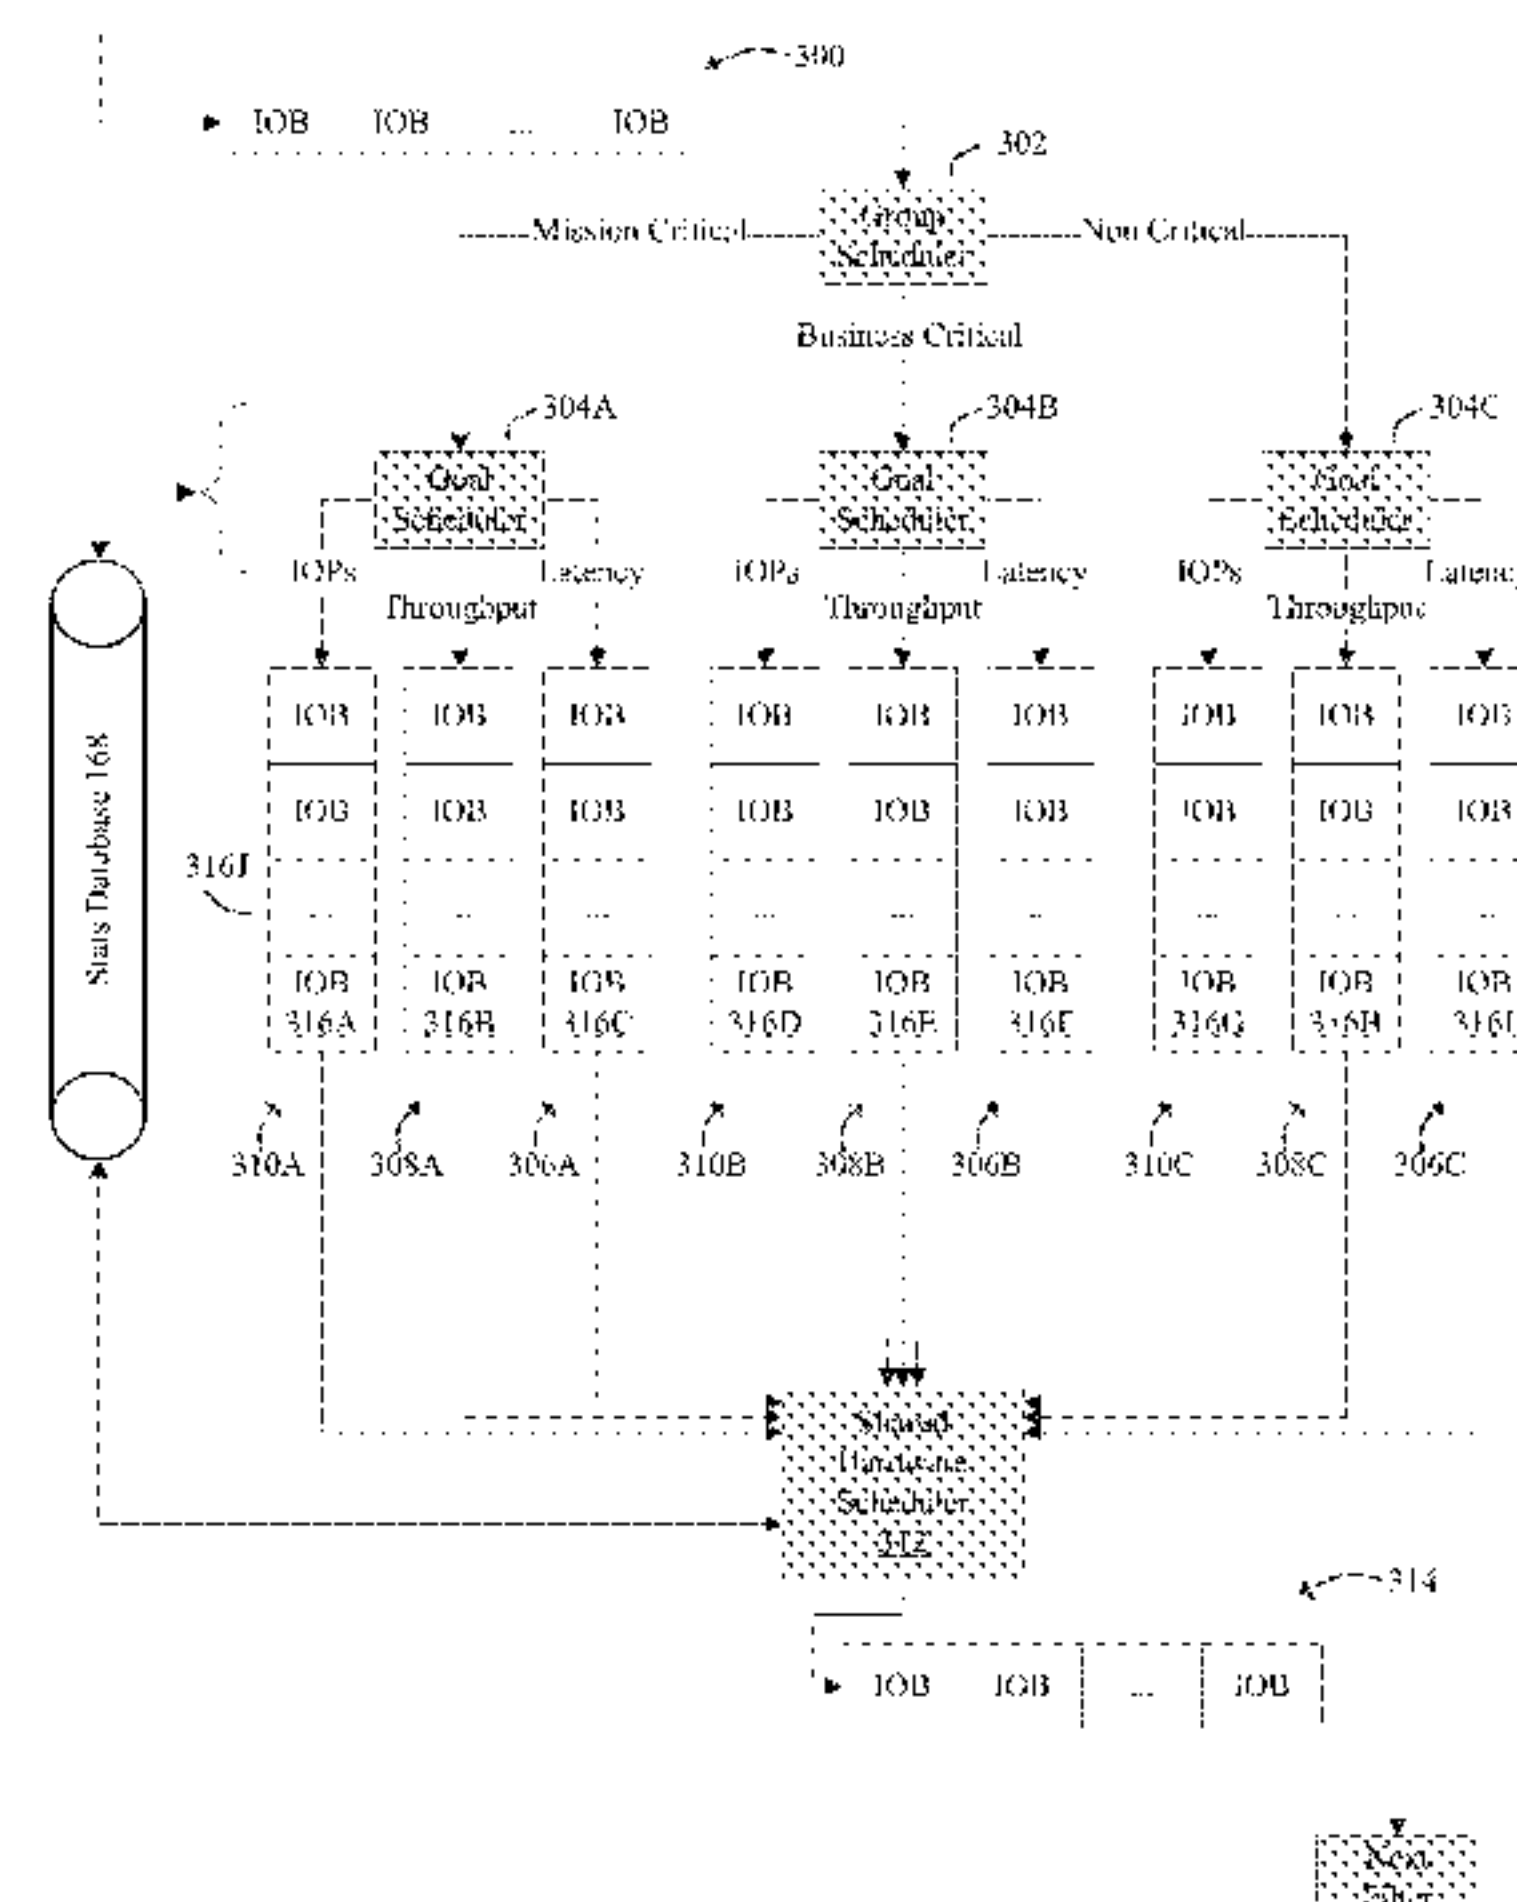 300
IOB IOB ... IOB
302
Mission Critical Group Scheduler Non Critical
Business Critical
304A 304B 304C
Goal Goal Goal
Scheduler Scheduler Scheduler
IOPs Latency IOPs Latency IOPs Latency
Throughput Throughput Throughput
IOB IOB IOB IOB IOB IOB IOB IOB IOB
IOB IOB IOB IOB IOB IOB IOB IOB IOB
316J
... ... ... ... ... ... ... ... ...
IOB IOB IOB IOB IOB IOB IOB IOB IOB
316A 316B 316C 316D 316E 316F 316G 316H 316I
Stats Database 168
310A 308A 306A 310B 308B 306B 310C 308C 306C
Shared
Hardware
Scheduler
312
314
IOB IOB ... IOB
Next